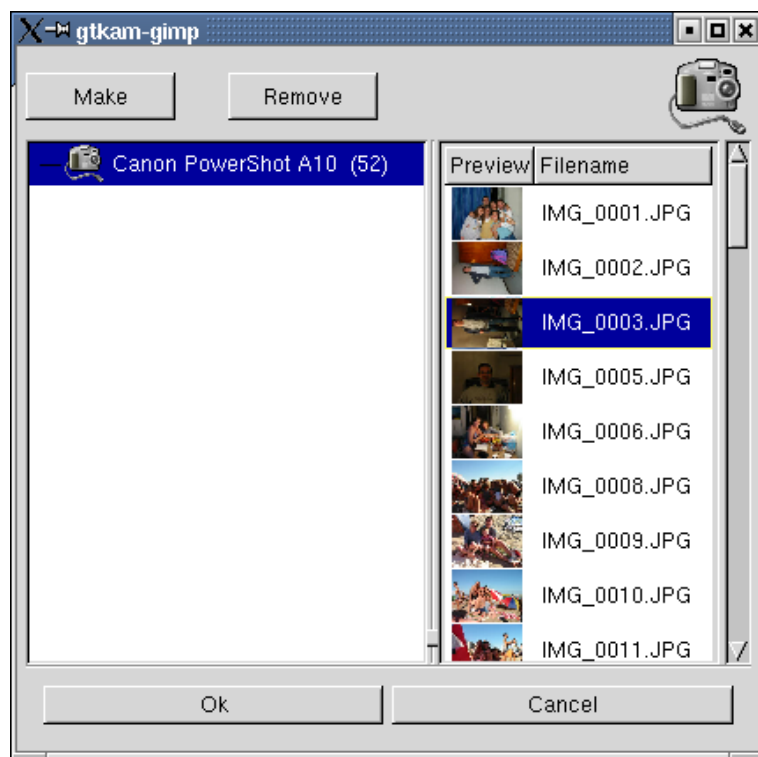 gtkam-gimp
Make Remove
Canon PowerShot A10 (52)
Preview Filename
IMG_0001.JPG
IMG_0002.JPG
IMG_0003.JPG
IMG_0005.JPG
IMG_0006.JPG
IMG_0008.JPG
IMG_0009.JPG
IMG_0010.JPG
IMG_0011.JPG
Ok Cancel